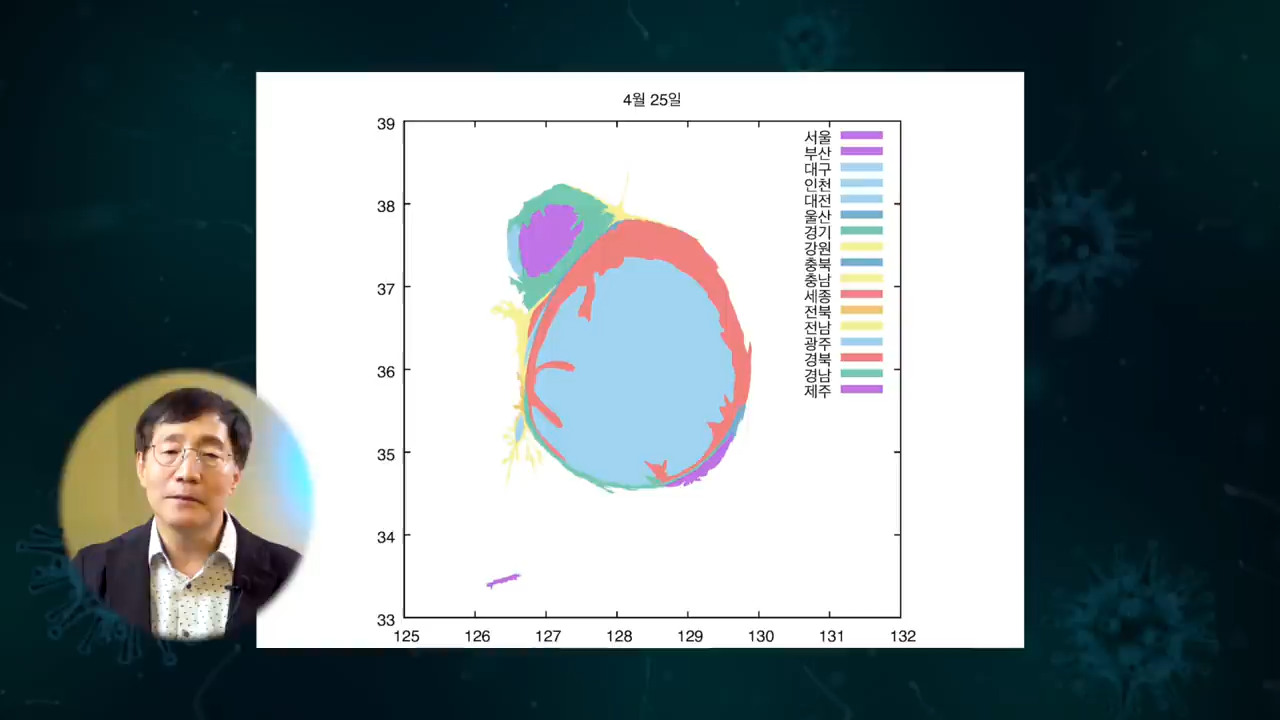 4월 25일
39
38
37
36
35
34
33
125 126 127 128 129 130 131 132
서울
부산
대구
인천
대전
울산
경기
강원
충북
충남
세종
전북
전남
광주
경북
경남
제주